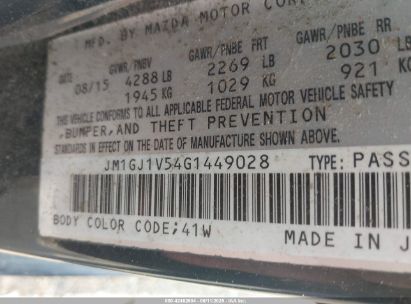 MFD. BY MAZDA MOTOR COR
DATE GVWR/PNBV GAWR/PNBE FRT GAWR/PNBE RR
08/15 4288 LB 2269 LB 2030 LB
1945 KG 1029 KG 921 KG
THIS VEHICLE CONFORMS TO ALL APPLICABLE FEDERAL MOTOR VEHICLE SAFETY
,BUMPER,AND THEFT PREVENTION
STANDARDS IN EFFECT ON THE DATE OF MANUFACTURE SHOWN ABOVE.
JM1GJ1V54G1449028 TYPE: PASS
BODY COLOR CODE;41W
MADE IN J